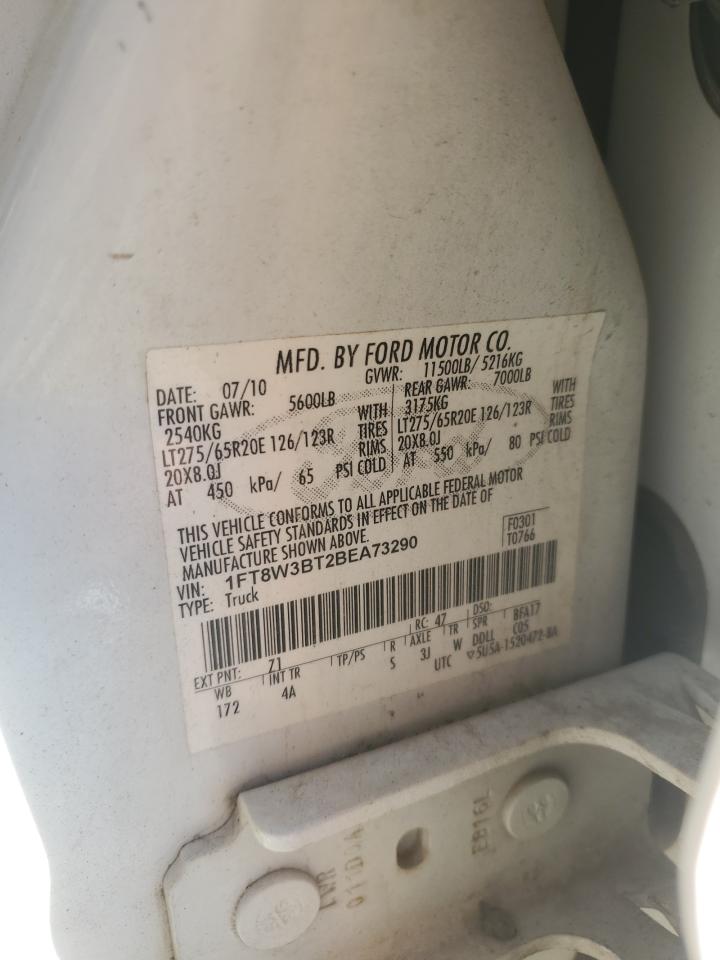 MFD. BY FORD MOTOR CO.
DATE: 07/10 GVWR: 11500LB/ 5216KG
FRONT GAWR: 5600LB REAR GAWR: 7000LB
2540KG WITH 3175KG WITH
LT275/65R20E 126/123R TIRES LT275/65R20E 126/123R TIRES
20X8.0J RIMS 20X8.0J RIMS
AT 450 kPa/ 65 PSI COLD AT 550 kPa/ 80 PSI COLD
THIS VEHICLE CONFORMS TO ALL APPLICABLE FEDERAL MOTOR
VEHICLE SAFETY STANDARDS IN EFFECT ON THE DATE OF
MANUFACTURE SHOWN ABOVE.
F0301
T0766
VIN: 1FT8W3BT2BEA73290
TYPE: Truck
EXT PNT: Z1 RC: 47 DSO:
WB INT TR TP/PS R AXLE TR SPR BFA17
172 4A S 3J W DDLL C05
UTC ▽5U5A-1520472-BA
EB16L